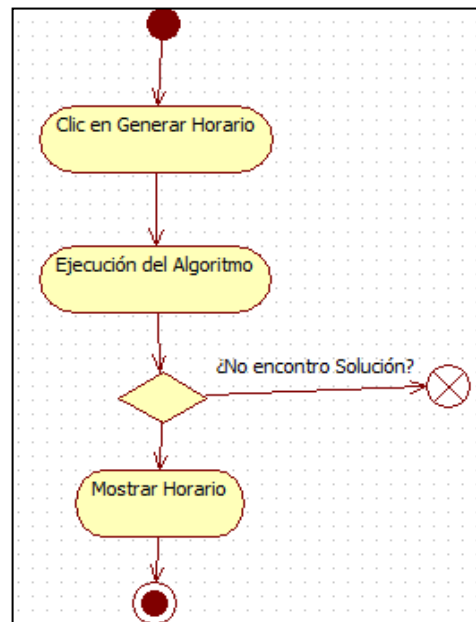 Clic en Generar Horario
Ejecución del Algoritmo
¿No encontro Solución?
Mostrar Horario